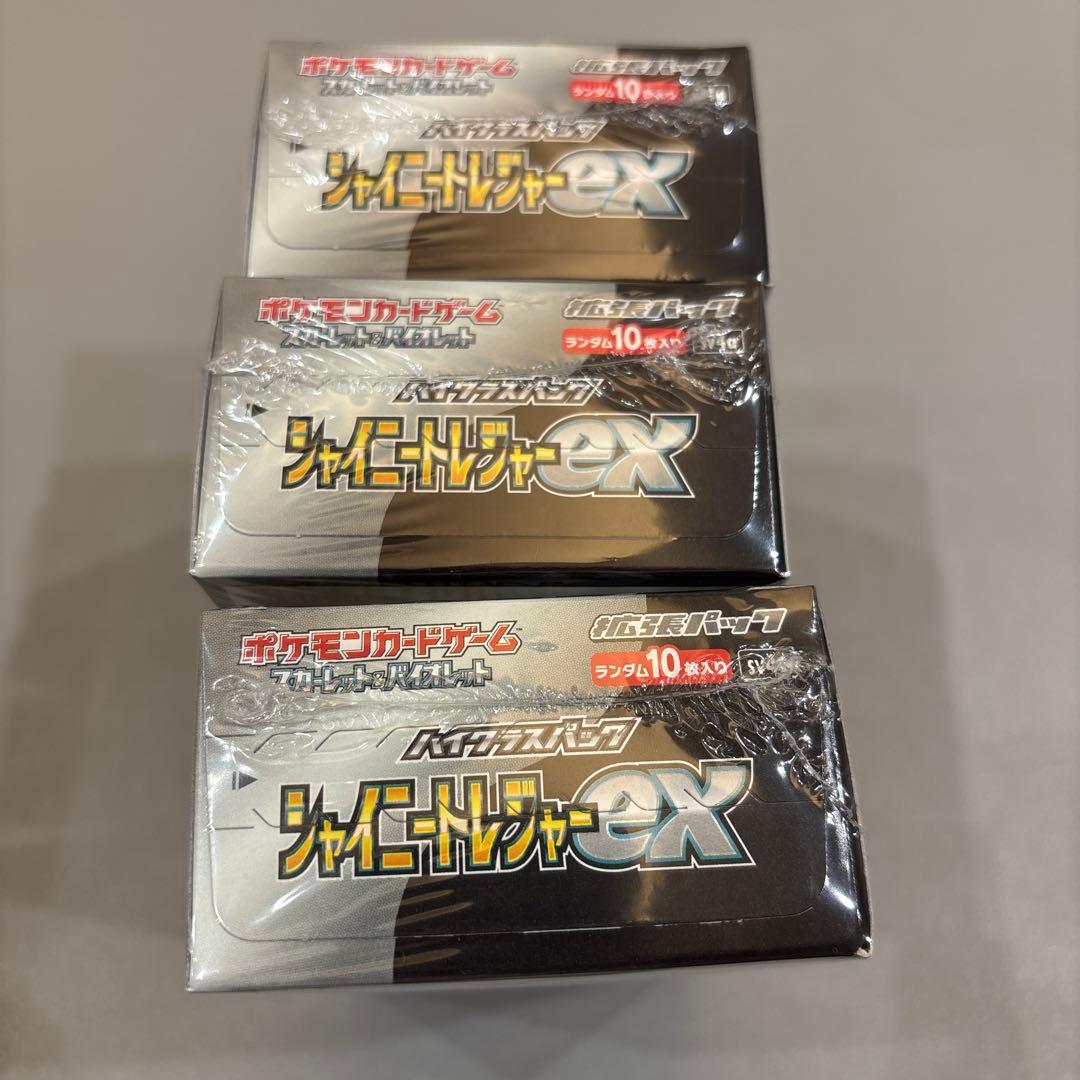 ポケモンカードゲーム 拡張パック
スカーレット&バイオレット ランダム10枚入り
ハイクラスパック
シャイニートレジャーex
ポケモンカードゲーム 拡張パック
スカーレット&バイオレット ランダム10枚入り SV4a
ハイクラスパック
シャイニートレジャーex
ポケモンカードゲーム 拡張パック
スカーレット&バイオレット ランダム10枚入り
ハイクラスパック
シャイニートレジャーex